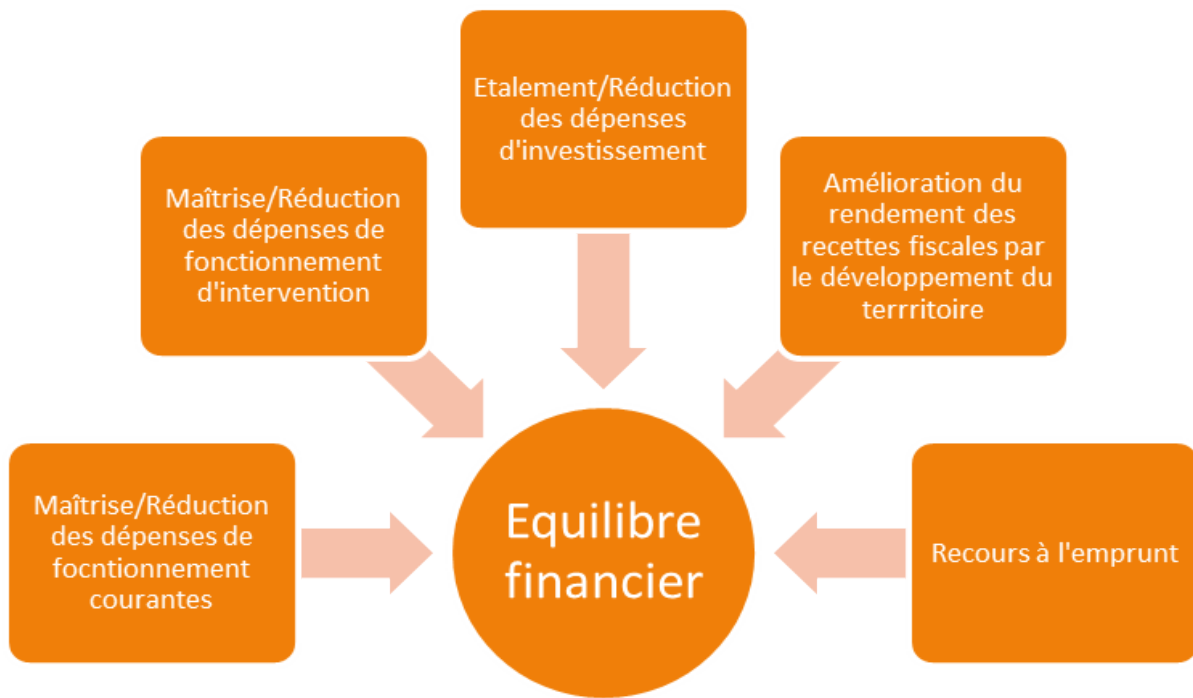 Etalement/Réduction
des dépenses
d'investissement
Maîtrise/Réduction
des dépenses de
fonctionnement
d'intervention
Amélioration du
rendement des
recettes fiscales par
le développement du
terrritoire
Maîtrise/Réduction
des dépenses de
focntionnement
courantes
Equilibre
financier
Recours à l'emprunt